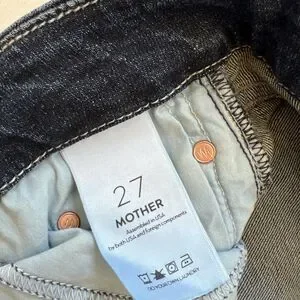 27
MOTHER
Assembled in USA
by both USA and foreign components
DO YOUR OWN LAUNDRY